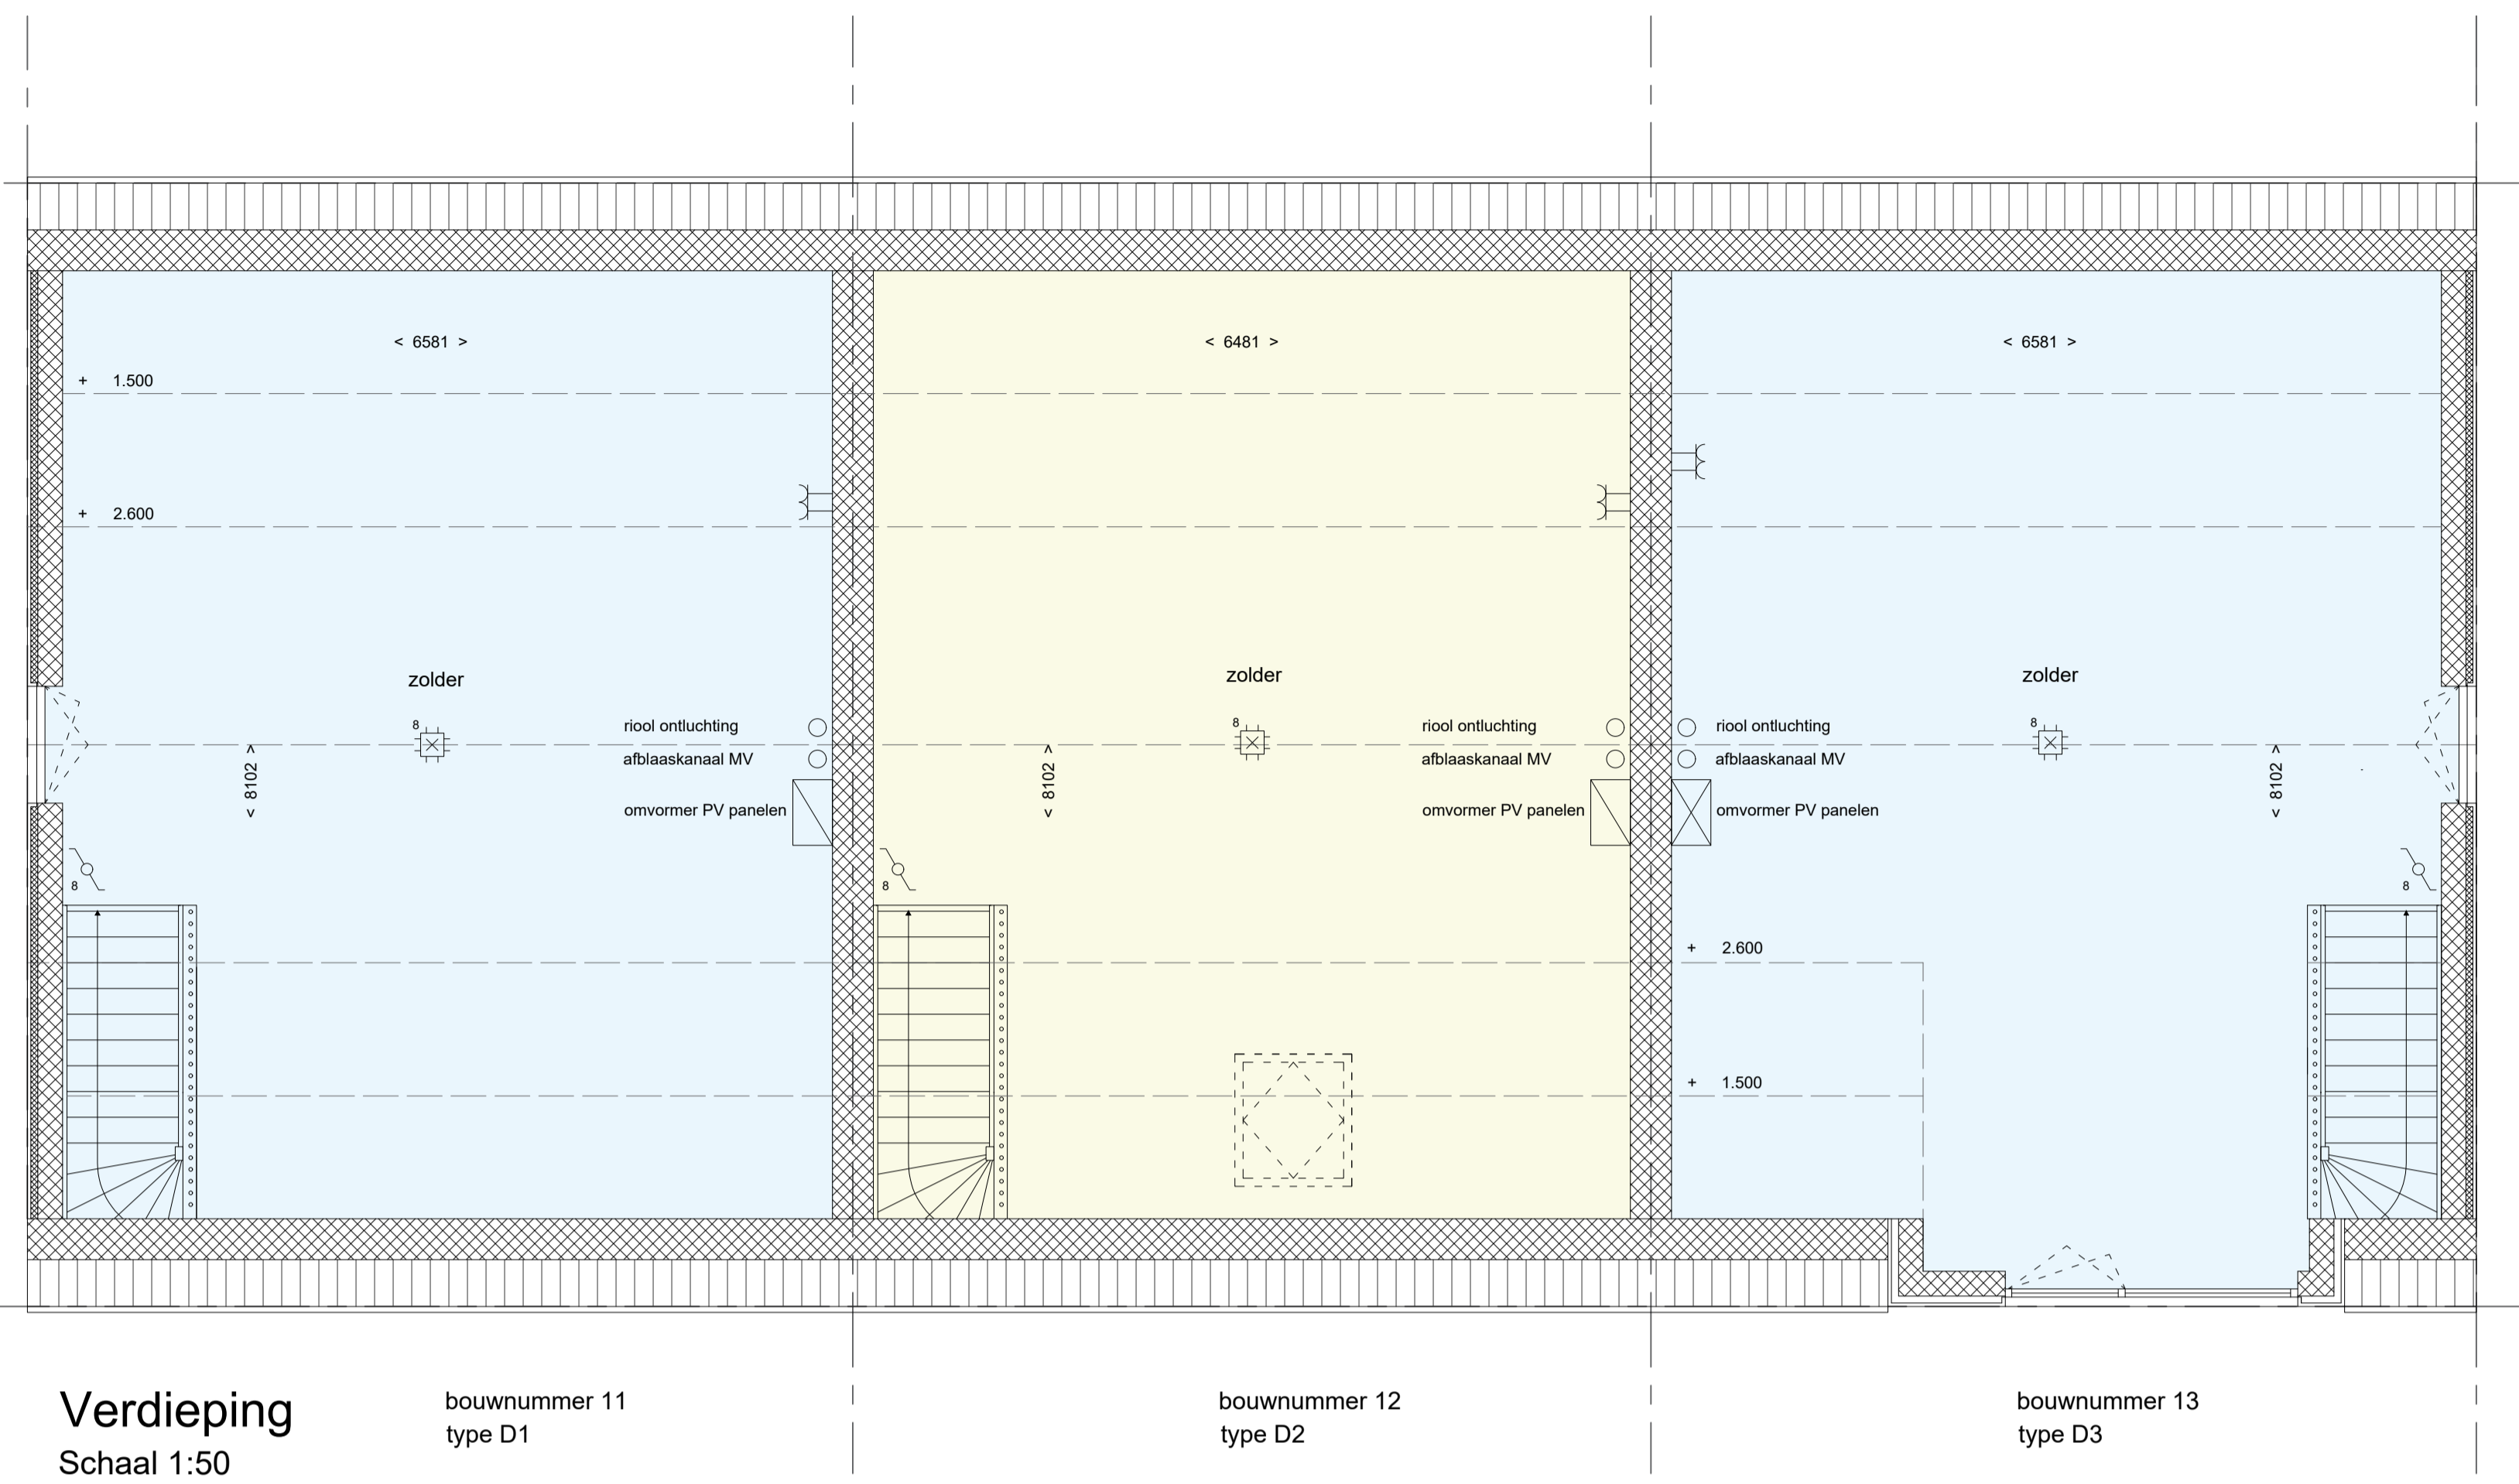 < 6581 >
< 6481 >
< 6581 >
+ 1.500
+ 2.600
zolder
zolder
zolder
8
8
8
riool ontluchting
riool ontluchting
riool ontluchting
afblaaskanaal MV
afblaaskanaal MV
afblaaskanaal MV
< 8102 >
< 8102 >
< 8102 >
omvormer PV panelen
omvormer PV panelen
omvormer PV panelen
8
8
8
+ 2.600
+ 1.500
Verdieping
Schaal 1:50
bouwnummer 11
type D1
bouwnummer 12
type D2
bouwnummer 13
type D3